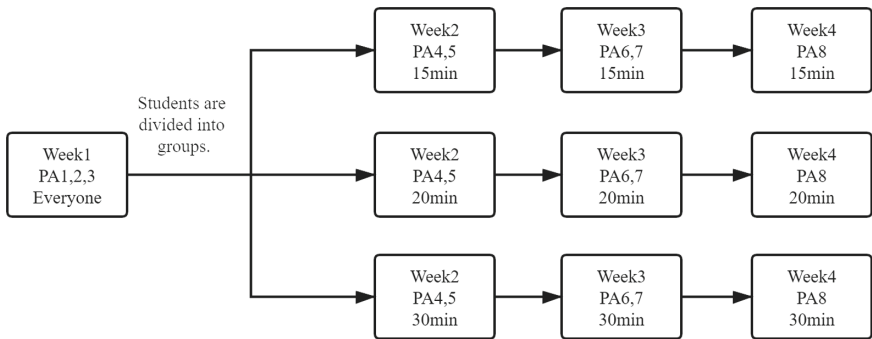 Week1
PA1,2,3
Everyone
Students are
divided into
groups.
Week2
PA4,5
15min
Week3
PA6,7
15min
Week4
PA8
15min
Week2
PA4,5
20min
Week3
PA6,7
20min
Week4
PA8
20min
Week2
PA4,5
30min
Week3
PA6,7
30min
Week4
PA8
30min